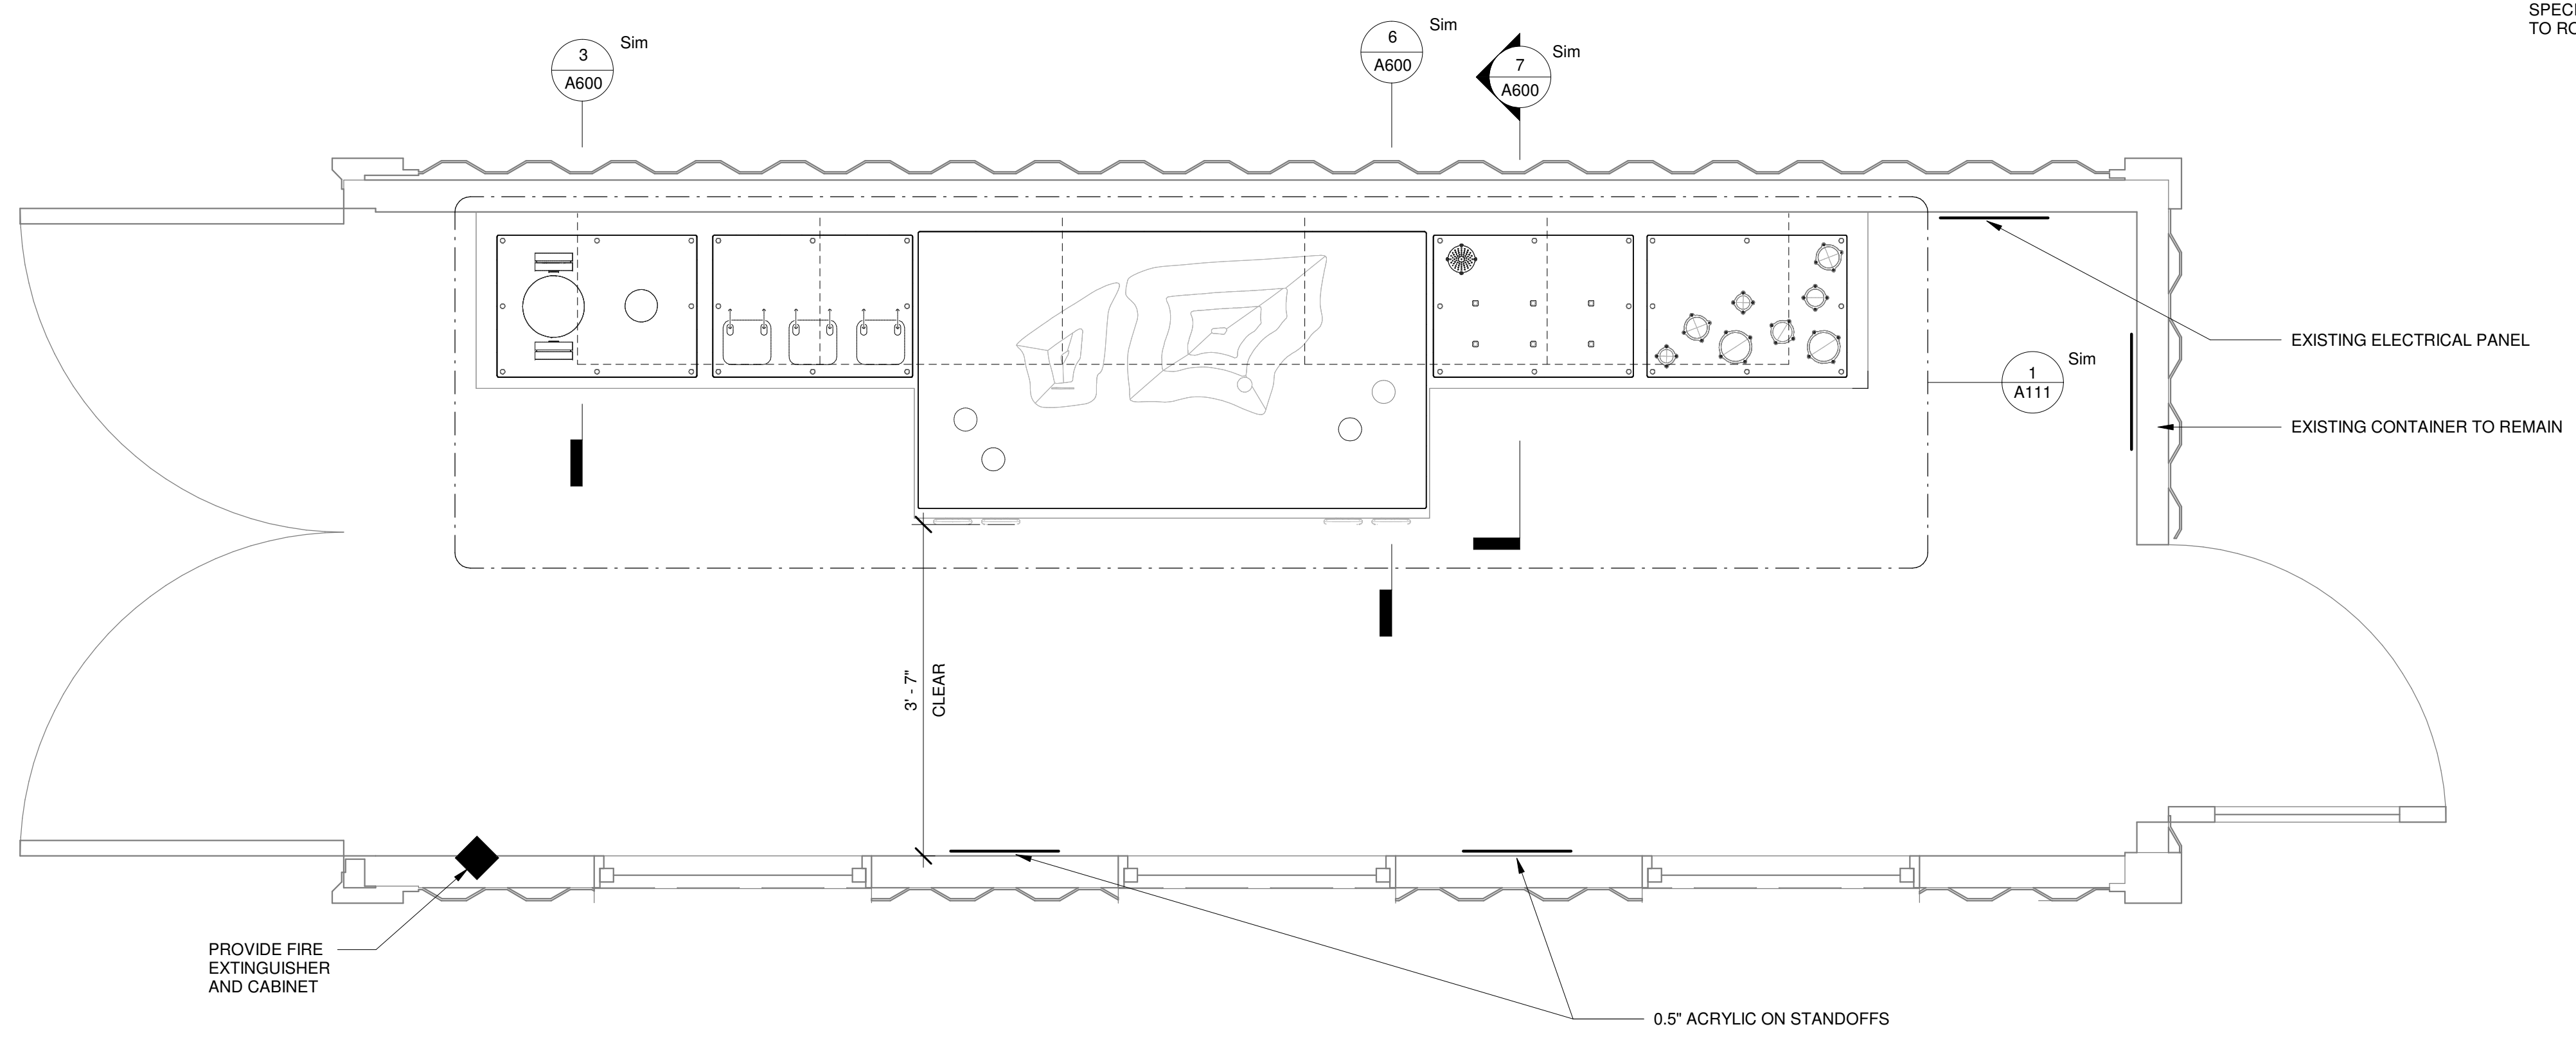 SPECI
TO RO
3
A600
Sim
6
A600
Sim
7
A600
Sim
EXISTING ELECTRICAL PANEL
1
A111
Sim
EXISTING CONTAINER TO REMAIN
3' - 7"
CLEAR
PROVIDE FIRE
EXTINGUISHER
AND CABINET
0.5" ACRYLIC ON STANDOFFS